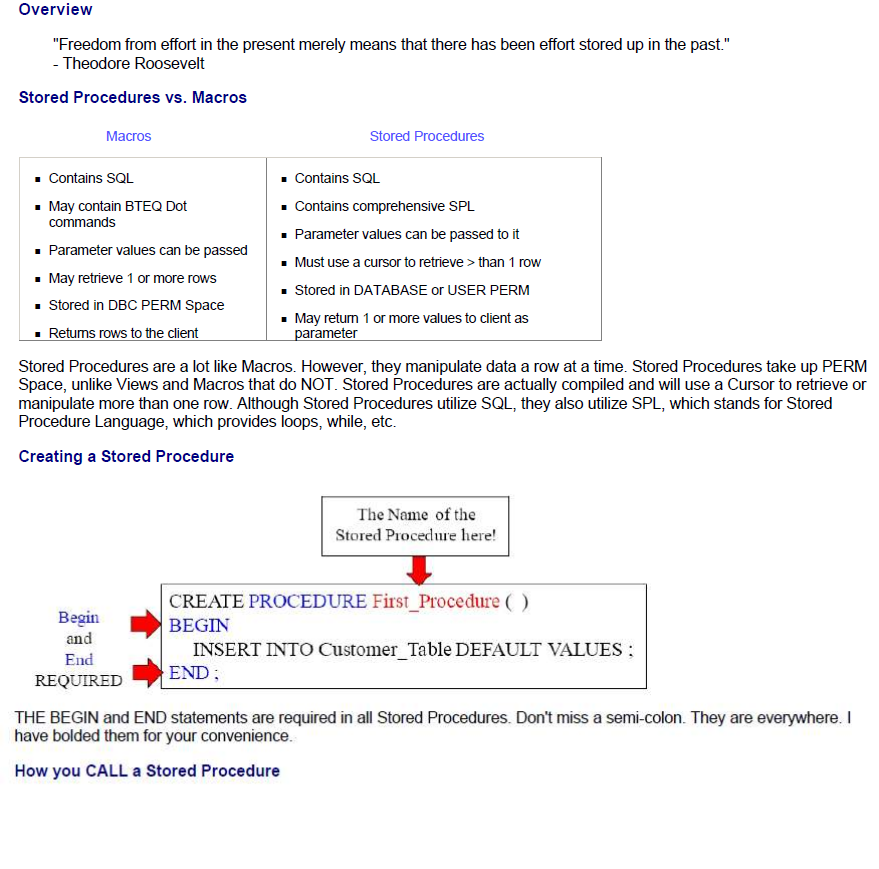 Overview
"Freedom from effort in the present merely means that there has been effort stored up in the past."
- Theodore Roosevelt
Stored Procedures vs. Macros
Macros
▪ Contains SQL
▪ May contain BTEQ Dot
commands
▪ Parameter values can be passed
▪ May retrieve 1 or more rows
▪ Stored in DBC PERM Space
▪ Returns rows to the client
Stored Procedures
▪ Contains SQL
▪ Contains comprehensive SPL
▪ Parameter values can be passed to it
▪ Must use a cursor to retrieve > than 1 row
▪ Stored in DATABASE or USER PERM
▪ May return 1 or more values to client as
parameter
Stored Procedures are a lot like Macros. However, they manipulate data a row at a time. Stored Procedures take up PERM
Space, unlike Views and Macros that do NOT. Stored Procedures are actually compiled and will use a Cursor to retrieve or
manipulate more than one row. Although Stored Procedures utilize SQL, they also utilize SPL, which stands for Stored
Procedure Language, which provides loops, while, etc.
Creating a Stored Procedure
The Name of the
Stored Procedure here!
Begin
and
End
REQUIRED
CREATE PROCEDURE First_Procedure ( )
BEGIN
INSERT INTO Customer_Table DEFAULT VALUES ;
END ;
THE BEGIN and END statements are required in all Stored Procedures. Don't miss a semi-colon. They are everywhere. I
have bolded them for your convenience.
How you CALL a Stored Procedure